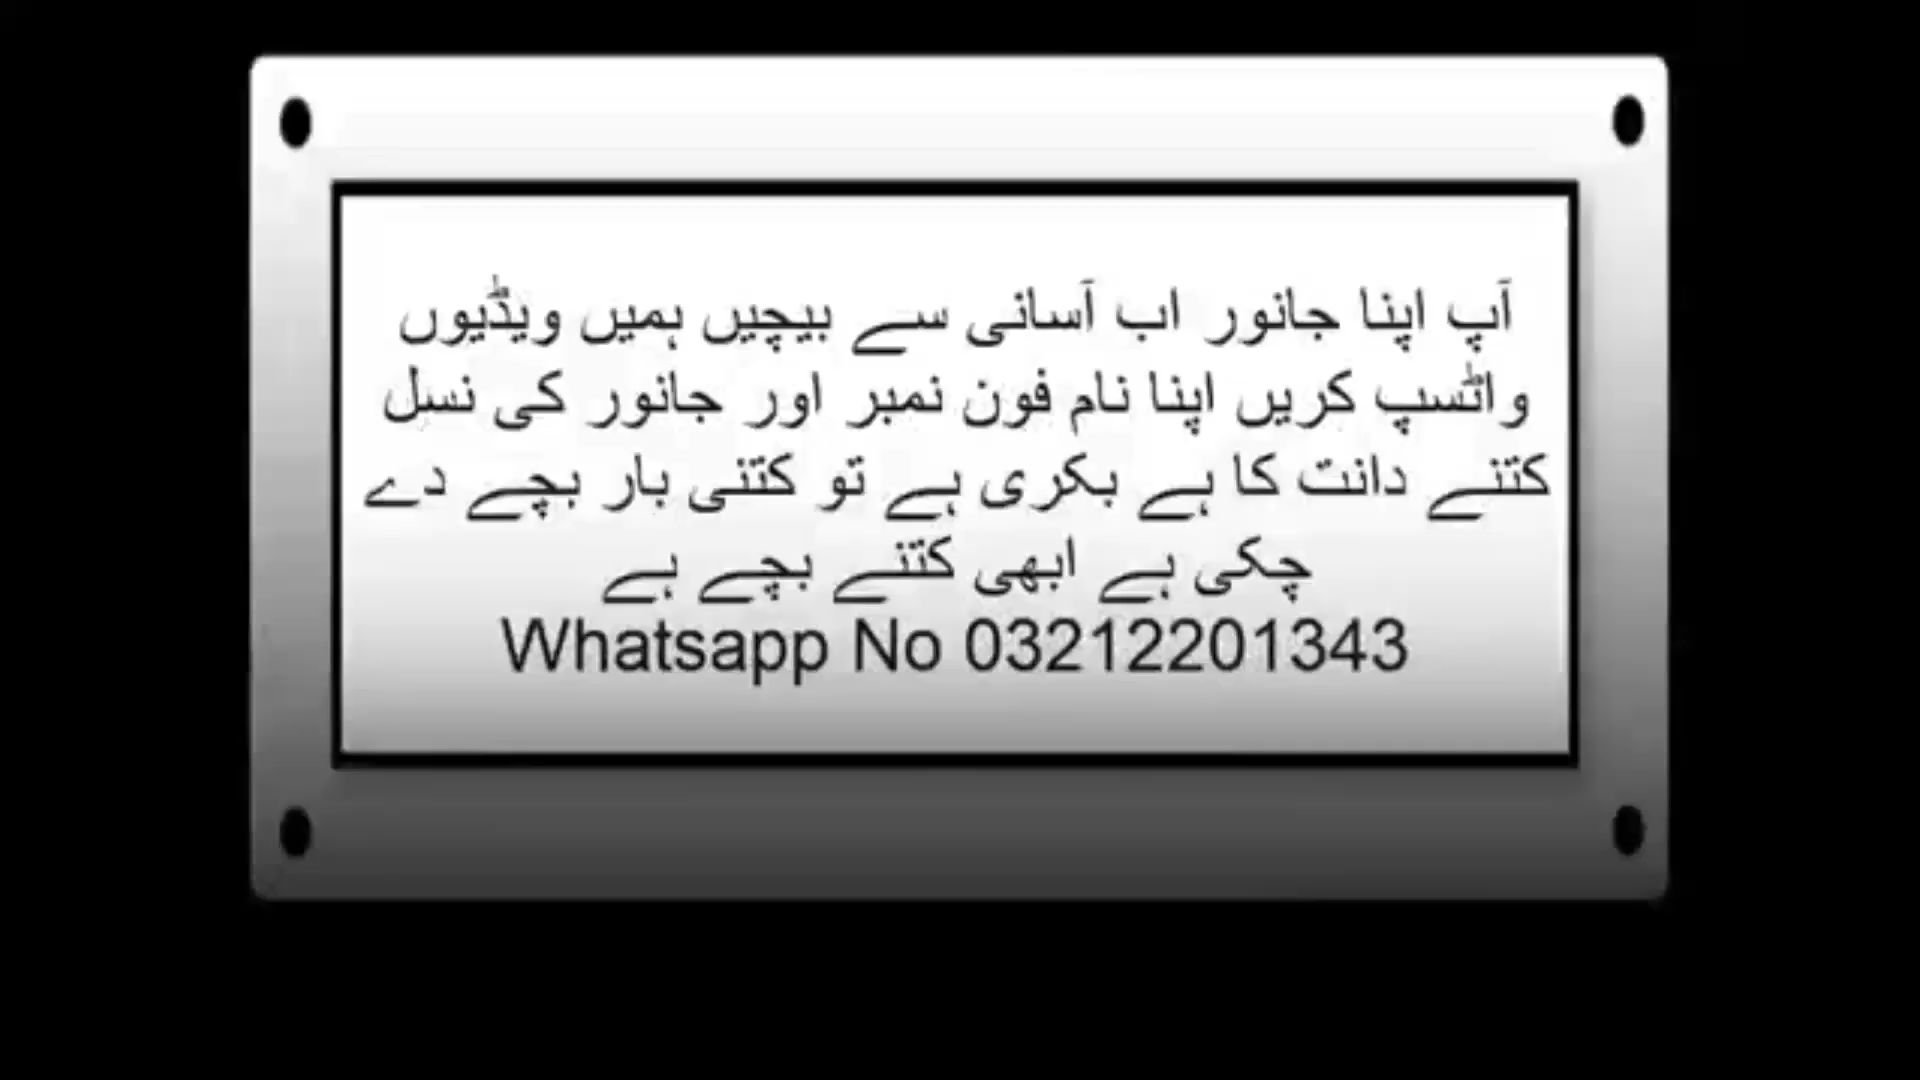 آپ اپنا جانور اب آسانی سے بیچیں ہمیں ویڈیوں
واٹسپ کریں اپنا نام فون نمبر اور جانور کی نسل
کتنے دانت کا ہے بکری ہے تو کتنی بار بچے دے
چکی ہے ابھی کتنے بچے ہے
Whatsapp No 03212201343